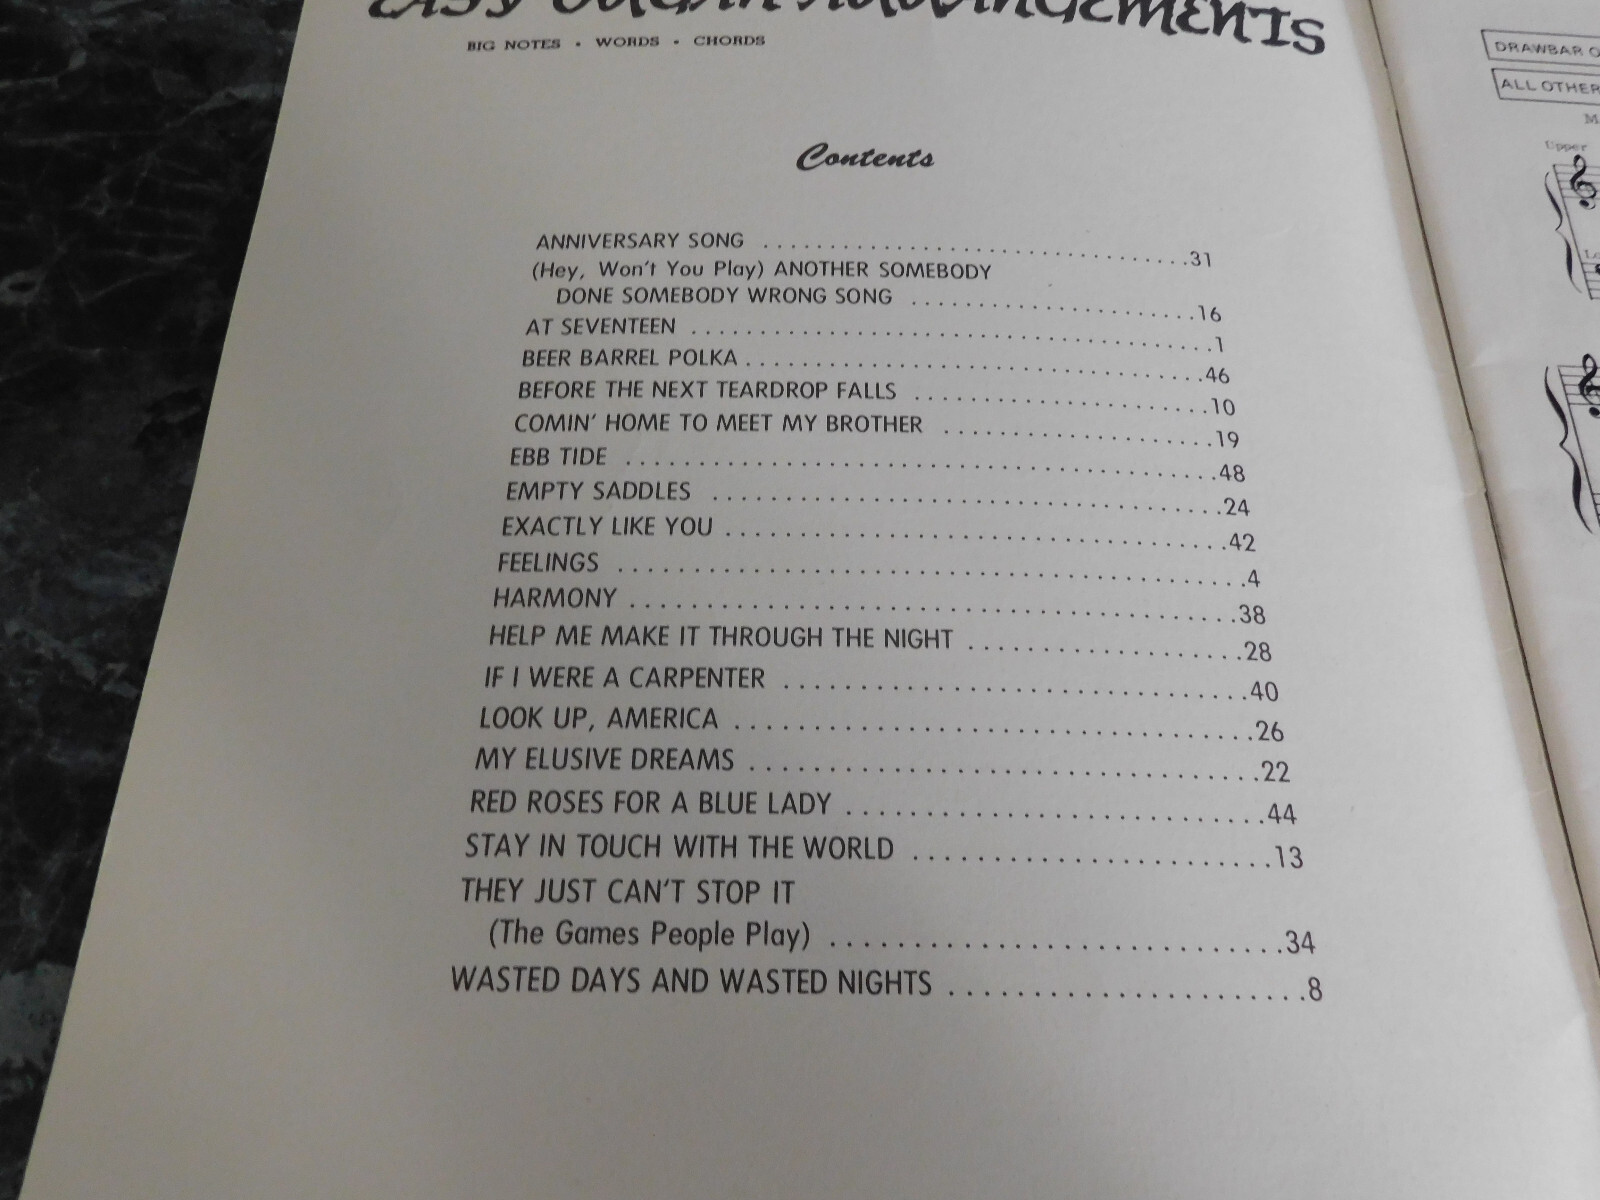 EASY ORGAN ARRANGEMENTS
BIG NOTES • WORDS • CHORDS
Contents
ANNIVERSARY SONG ..................................31
(Hey, Won't You Play) ANOTHER SOMEBODY
DONE SOMEBODY WRONG SONG ......................16
AT SEVENTEEN ........................................1
BEER BARREL POLKA ...................................46
BEFORE THE NEXT TEARDROP FALLS .......................10
COMIN' HOME TO MEET MY BROTHER .....................19
EBB TIDE .............................................48
EMPTY SADDLES .......................................24
EXACTLY LIKE YOU ......................................42
FEELINGS ................................................4
HARMONY ..............................................38
HELP ME MAKE IT THROUGH THE NIGHT .....................28
IF I WERE A CARPENTER ...................................40
LOOK UP, AMERICA ......................................26
MY ELUSIVE DREAMS .....................................22
RED ROSES FOR A BLUE LADY ..............................44
STAY IN TOUCH WITH THE WORLD ..........................13
THEY JUST CAN'T STOP IT
(The Games People Play) ................................34
WASTED DAYS AND WASTED NIGHTS ........................8
DRAWBAR
ALL OTHER
Upper